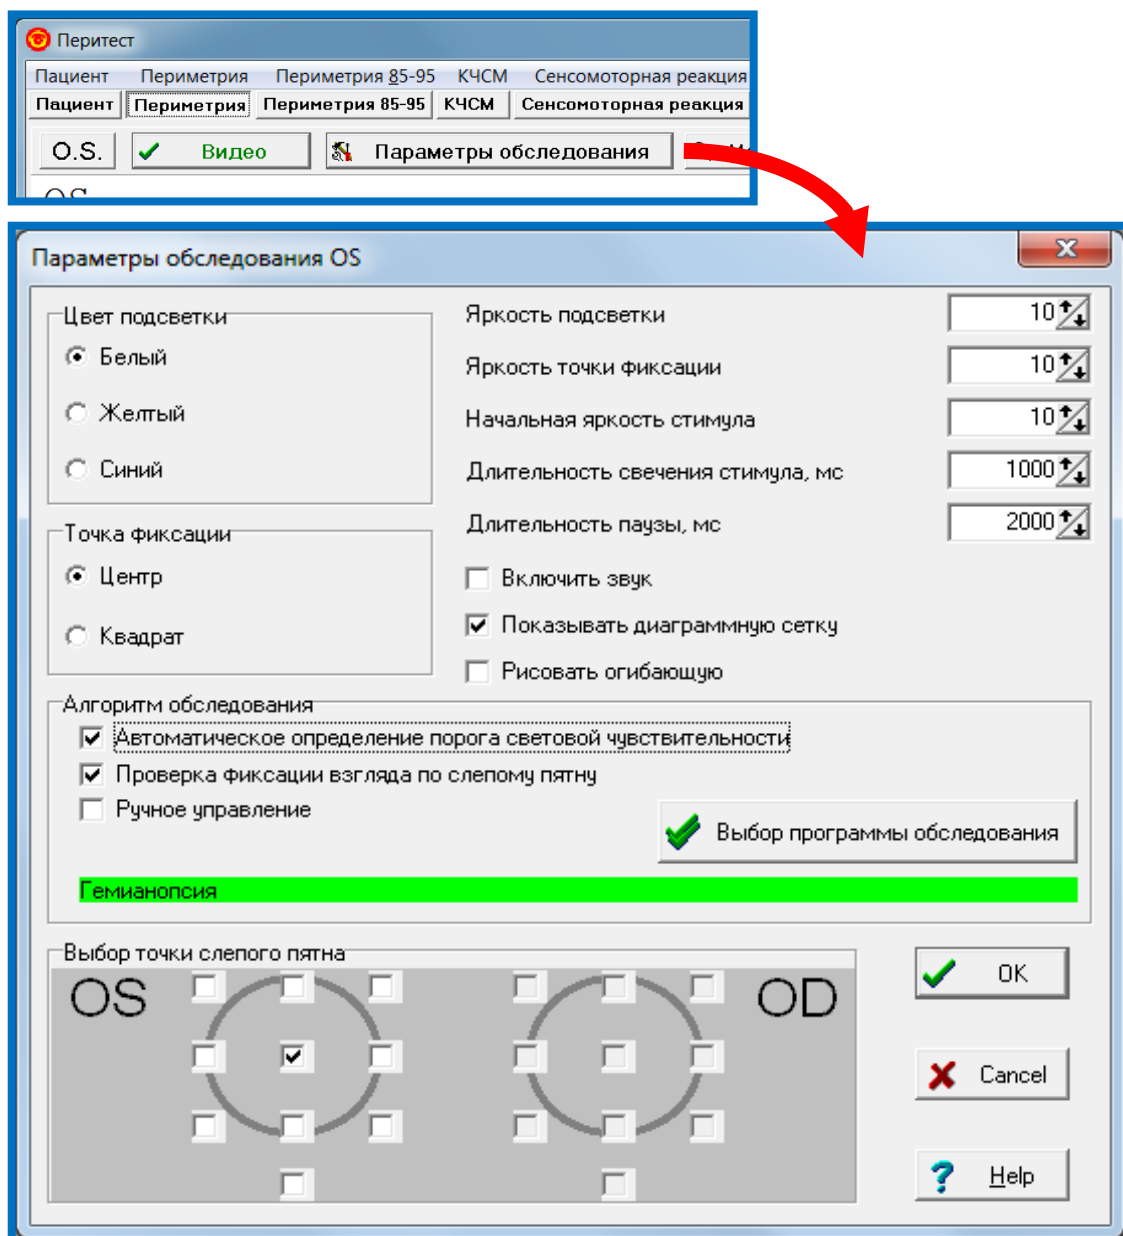 Перитест
Пациент Периметрия Периметрия 85-95 КЧСМ Сенсомоторная реакция
Пациент Периметрия Периметрия 85-95 КЧСМ Сенсомоторная реакция
O.S. Видео Параметры обследования
OS
Параметры обследования OS
Цвет подсветки
Белый
Желтый
Синий
Точка фиксации
Центр
Квадрат
Яркость подсветки 10
Яркость точки фиксации 10
Начальная яркость стимула 10
Длительность свечения стимула, мс 1000
Длительность паузы, мс 2000
Включить звук
Показывать диаграммную сетку
Рисовать огибающую
Алгоритм обследования
Автоматическое определение порога световой чувствительности
Проверка фиксации взгляда по слепому пятну
Ручное управление
Выбор программы обследования
Гемианопсия
Выбор точки слепого пятна
OS OD
OK
Cancel
Help